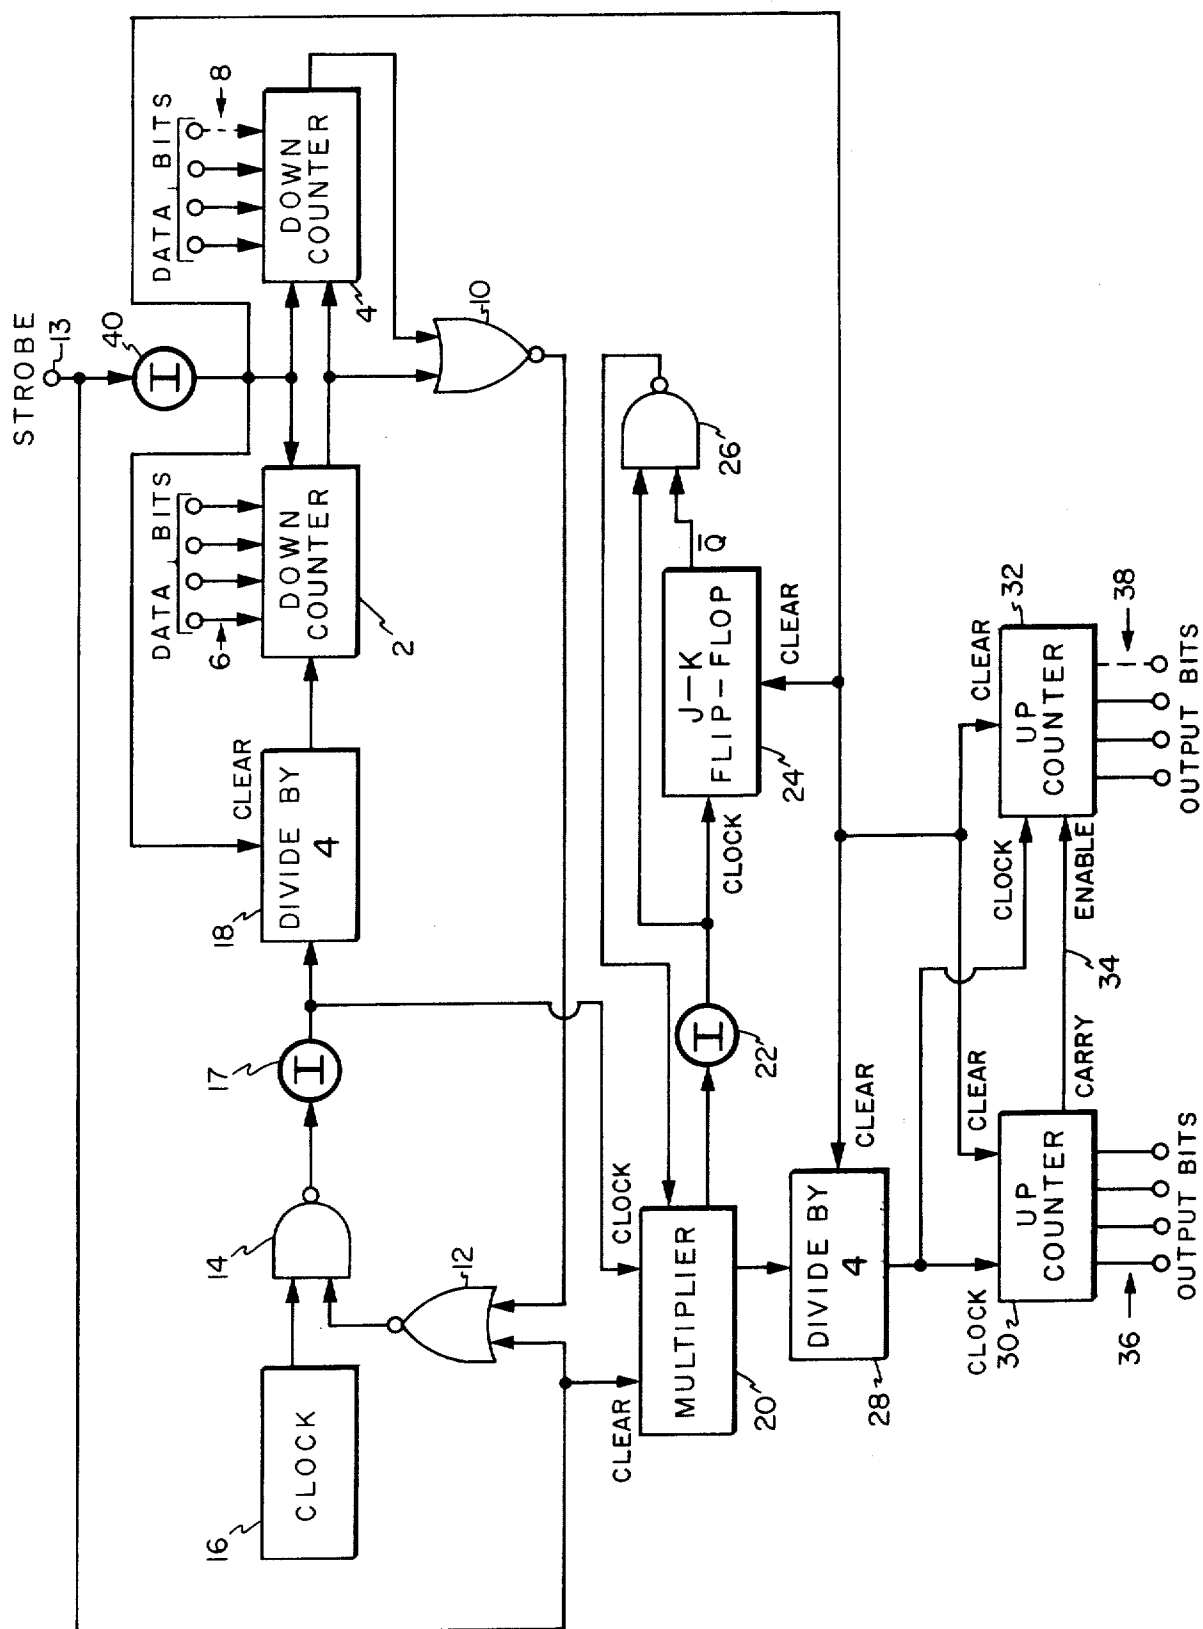 STROBE
13
40
DATA BITS
6
DOWN COUNTER
2
DATA BITS
8
DOWN COUNTER
4
10
CLOCK
16
14
17
CLEAR
DIVIDE BY 4
18
12
CLEAR
CLOCK
MULTIPLIER
20
I
I
I
22
CLOCK
J-K
FLIP-FLOP
24
CLEAR
Q̅
26
CLEAR
DIVIDE BY
4
28
CLOCK
CLEAR
UP
COUNTER
30
CARRY
34
ENABLE
CLOCK
CLEAR
UP
COUNTER
32
36
OUTPUT BITS
38
OUTPUT BITS